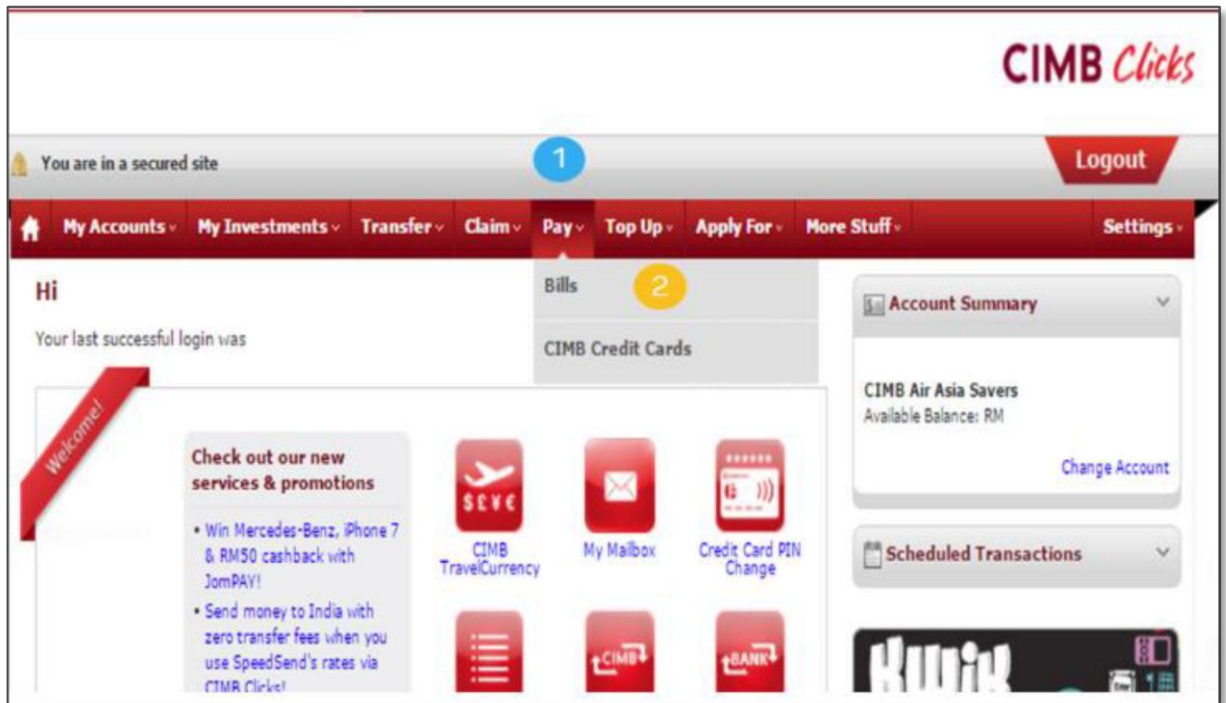 CIMB Clicks
You are in a secured site
1
Logout
My Accounts My Investments Transfer Claim Pay Top Up Apply For More Stuff Settings
Hi
Your last successful login was
Bills
2
CIMB Credit Cards
Account Summary
CIMB Air Asia Savers
Available Balance: RM
Change Account
Scheduled Transactions
Welcome!
Check out our new
services & promotions
• Win Mercedes-Benz, iPhone 7
& RM50 cashback with
JomPAY!
• Send money to India with
zero transfer fees when you
use SpeedSend's rates via
CIMB Clicks!
$£¥€
CIMB
TravelCurrency
My Mailbox
Credit Card PIN
Change
CIMB
BANK